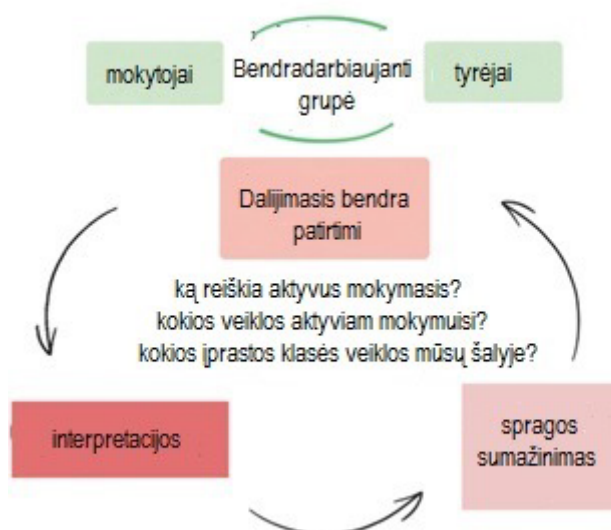 mokytojai
Bendradarbiaujanti
grupė
tyrėjai
Dalijimasis bendra
patirtimi
ką reiškia aktyvus mokymasis?
kokios veiklos aktyviam mokymuisi?
kokios įprastos klasės veiklos mūsų šalyje?
interpretacijos
spragos
sumažinimas